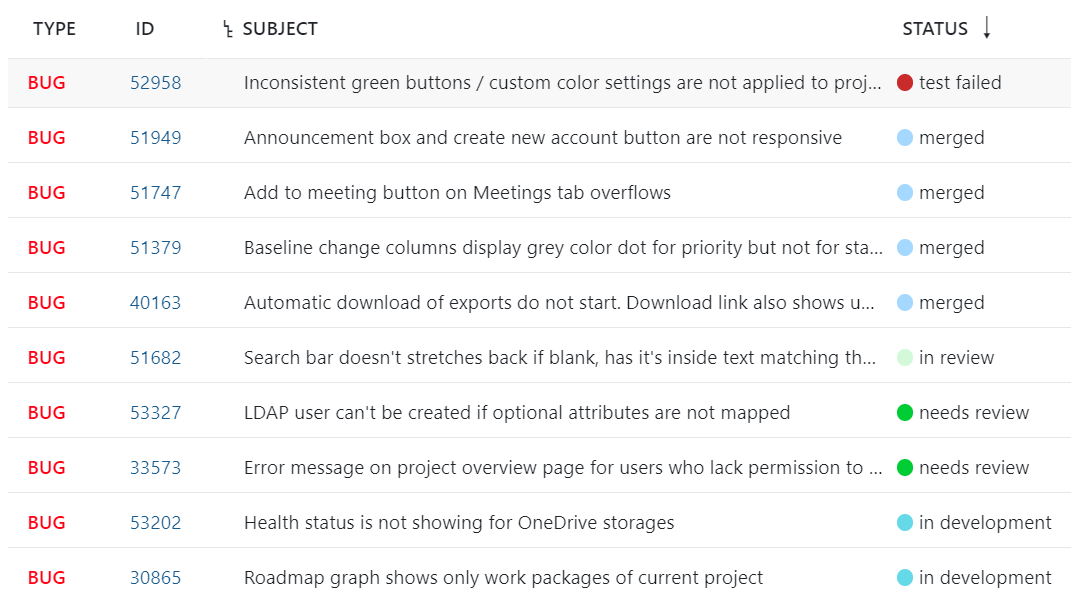 TYPE ID SUBJECT STATUS
BUG 52958 Inconsistent green buttons / custom color settings are not applied to proj... test failed
BUG 51949 Announcement box and create new account button are not responsive merged
BUG 51747 Add to meeting button on Meetings tab overflows merged
BUG 51379 Baseline change columns display grey color dot for priority but not for sta... merged
BUG 40163 Automatic download of exports do not start. Download link also shows u... merged
BUG 51682 Search bar doesn't stretches back if blank, has it's inside text matching th... in review
BUG 53327 LDAP user can't be created if optional attributes are not mapped needs review
BUG 33573 Error message on project overview page for users who lack permission to ... needs review
BUG 53202 Health status is not showing for OneDrive storages in development
BUG 30865 Roadmap graph shows only work packages of current project in development